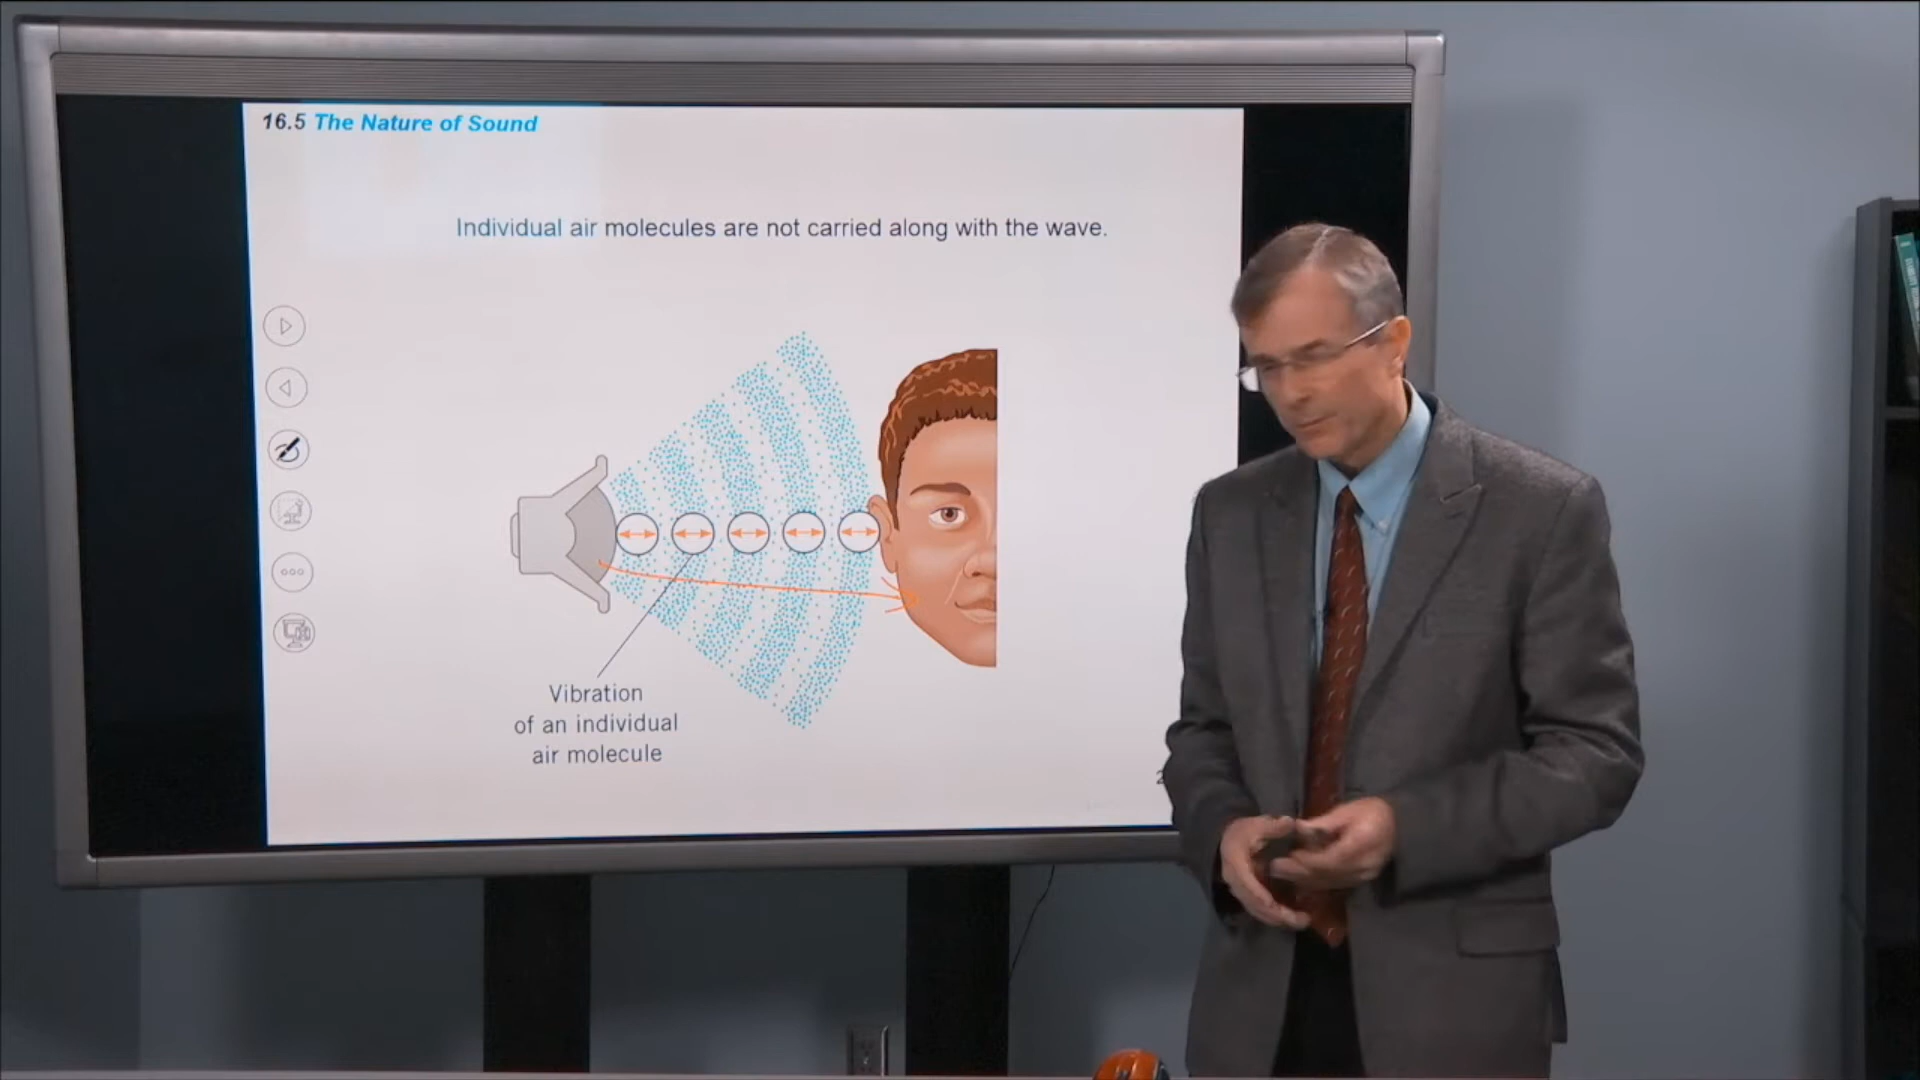 16.5 The Nature of Sound
Individual air molecules are not carried along with the wave.
Vibration
of an individual
air molecule
2